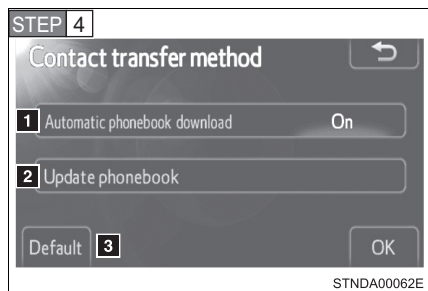 STEP 4
Contact transfer method
1 Automatic phonebook download On
2 Update phonebook
Default 3 OK
STNDA00062E